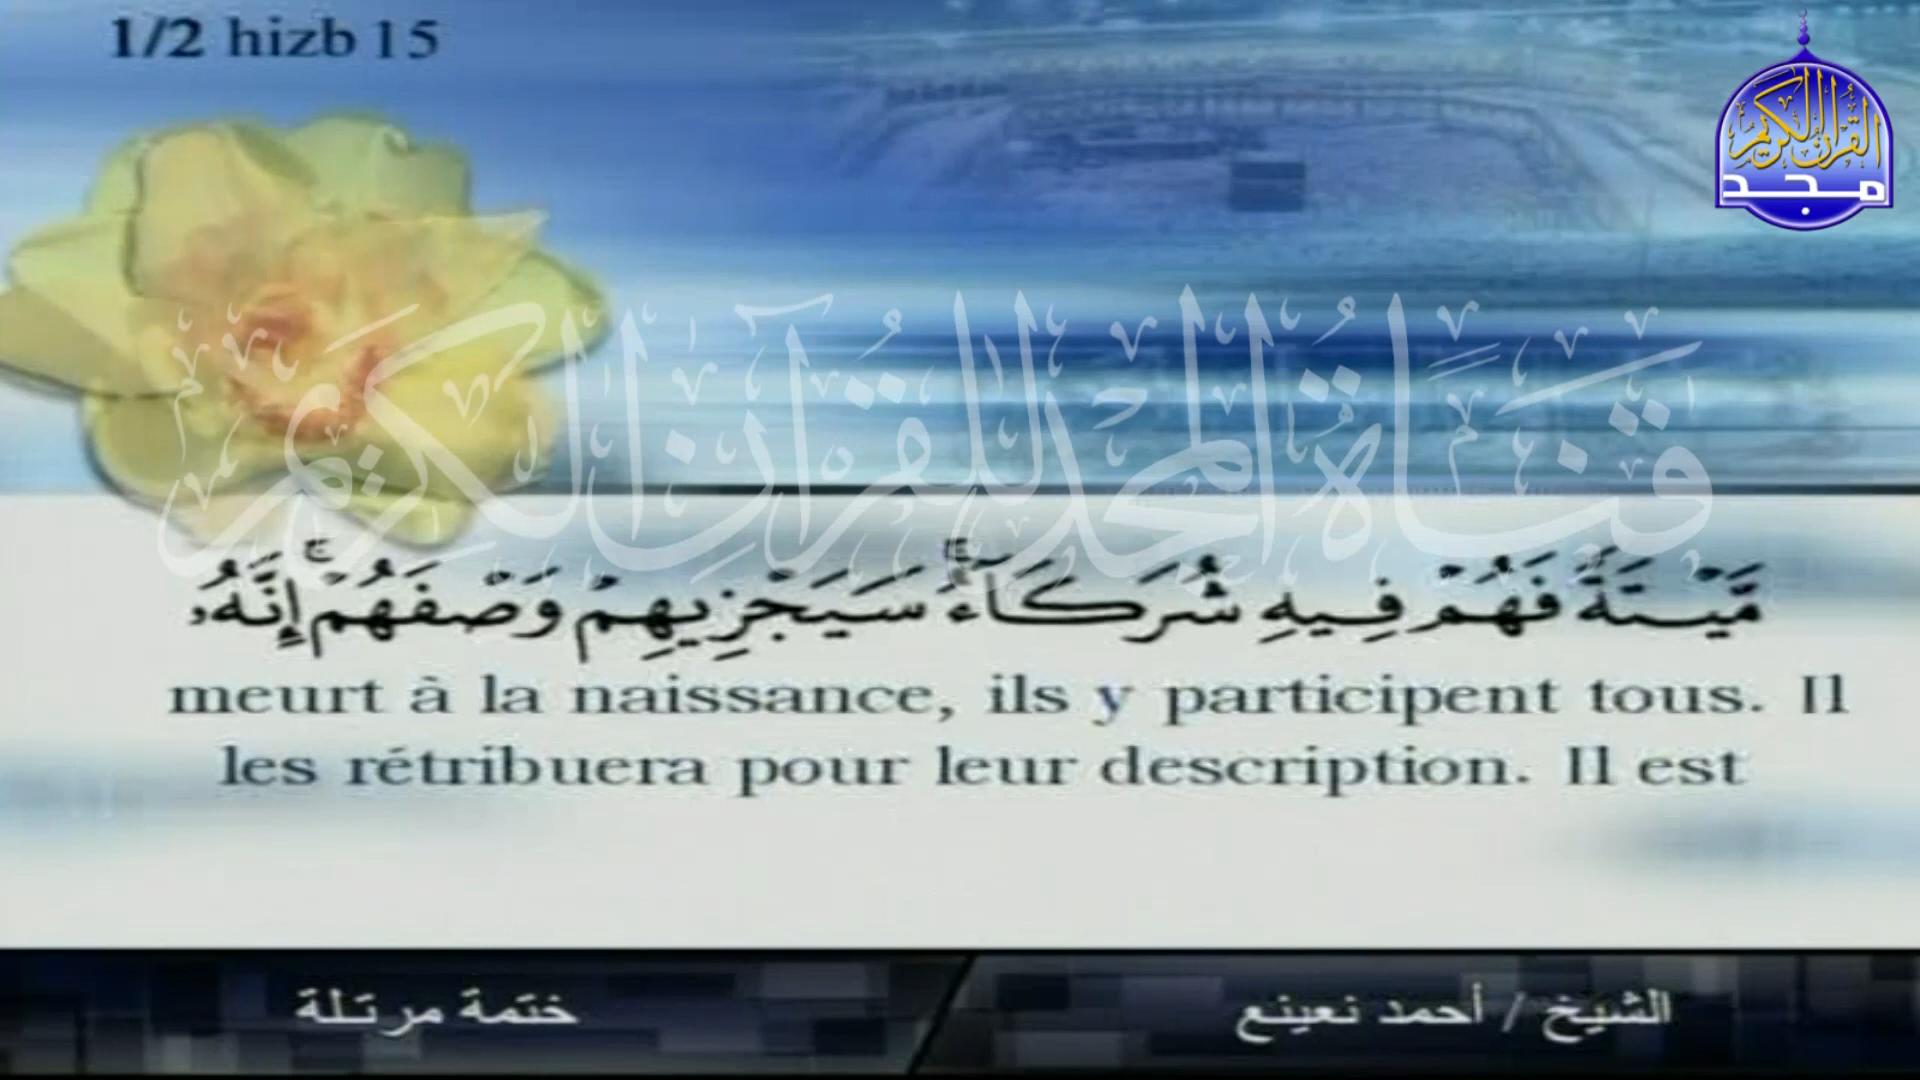 1/2 hizb 15
القرآن الكريم
مجد
قناة المجد للقرآن الكريم
مَّيْتَةً فَهُمْ فِيهِ شُرَكَآءُۚ سَيَجْزِيهِمْ وَصْفَهُمْۚ إِنَّهُۥ
meurt à la naissance, ils y participent tous. Il
les rétribuera pour leur description. Il est
الشيخ / أحمد نعينع
ختمة مرتلة